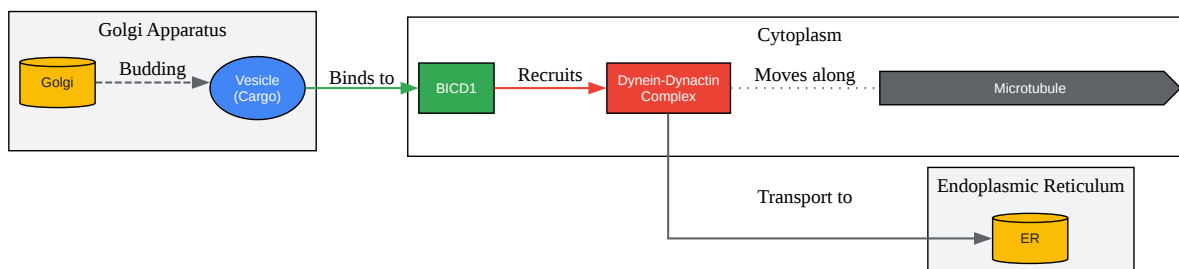 Golgi Apparatus
Golgi
Budding
Vesicle
(Cargo)
Binds to
Cytoplasm
BICD1
Recruits
Dynein-Dynactin
Complex
Moves along
Microtubule
Transport to
Endoplasmic Reticulum
ER